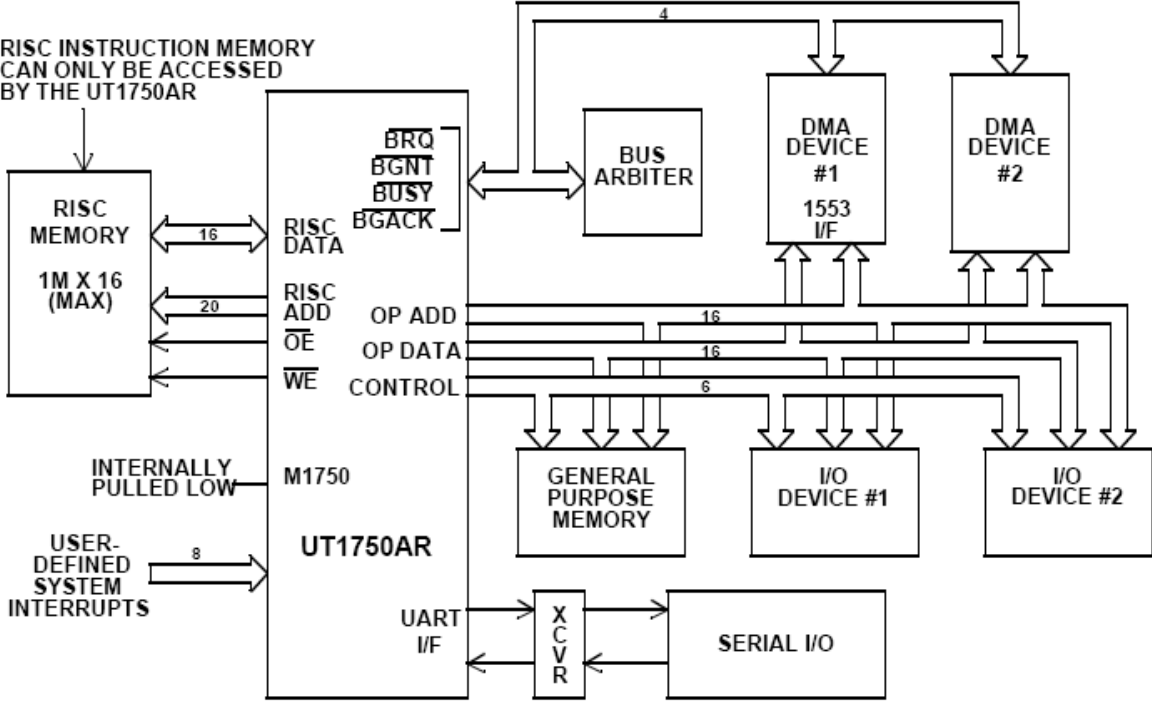 4
RISC INSTRUCTION MEMORY
CAN ONLY BE ACCESSED
BY THE UT1750AR
BRQ
BGNT
BUSY
BGACK
BUS
ARBITER
DMA
DEVICE
#1
1553
I/F
DMA
DEVICE
#2
RISC
MEMORY
1M X 16
(MAX)
16
RISC
DATA
20
RISC
ADD
OE
WE
OP ADD
16
OP DATA
16
CONTROL
6
INTERNALLY
PULLED LOW
M1750
GENERAL
PURPOSE
MEMORY
I/O
DEVICE #1
I/O
DEVICE #2
UT1750AR
USER-
DEFINED
SYSTEM
INTERRUPTS
8
UART
I/F
X
C
V
R
SERIAL I/O